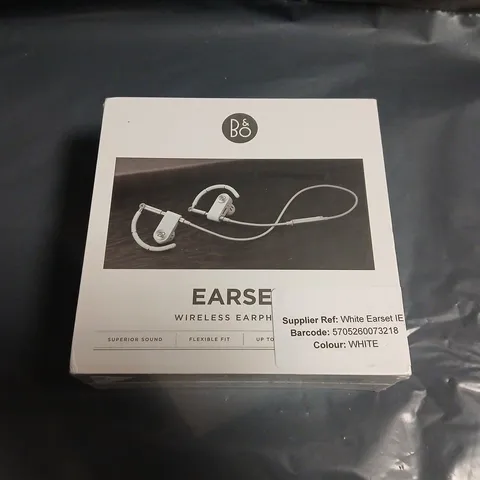 B&O
EARSE
WIRELESS EARPH
SUPERIOR SOUND
FLEXIBLE FIT
UP TO
Supplier Ref: White Earset IE
Barcode: 5705260073218
Colour: WHITE